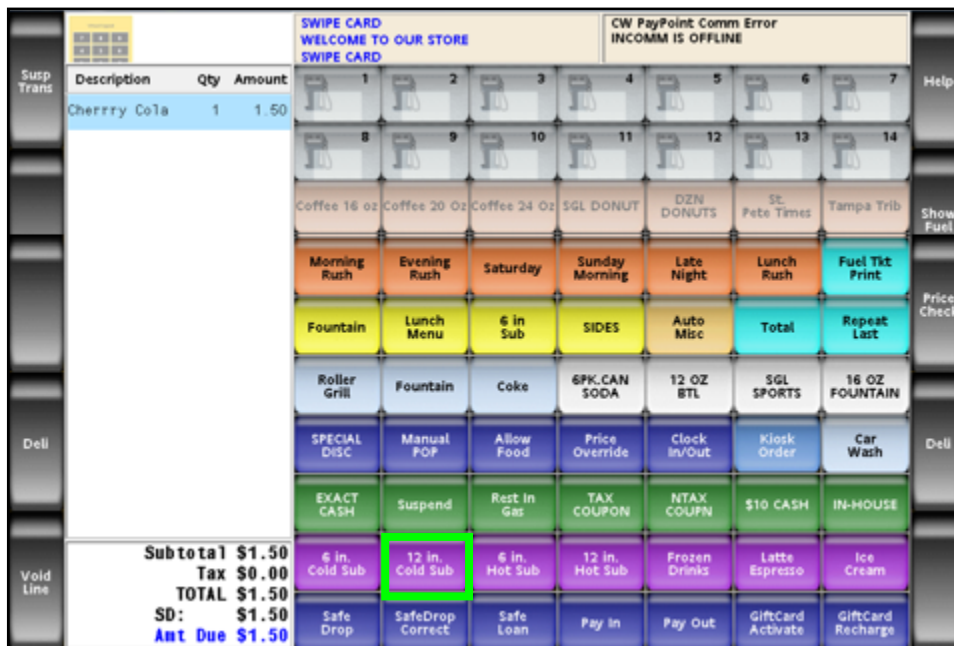 SWIPE CARD
WELCOME TO OUR STORE
SWIPE CARD
CW PayPoint Comm Error
INCOMM IS OFFLINE
Susp
Trans
Description Qty Amount
Cherrry Cola 1 1.50
1 2 3 4 5 6 7
Help
8 9 10 11 12 13 14
Coffee 16 oz Coffee 20 Oz Coffee 24 Oz SGL DONUT
DZN
DONUTS
St.
Pete Times
Tampa Trib
Show
Fuel
Morning
Rush
Evening
Rush
Saturday
Sunday
Morning
Late
Night
Lunch
Rush
Fuel Tkt
Print
Price
Check
Fountain
Lunch
Menu
6 in
Sub
SIDES
Auto
Misc
Total
Repeat
Last
Roller
Grill
Fountain
Coke
6PK.CAN
SODA
12 OZ
BTL
SGL
SPORTS
16 OZ
FOUNTAIN
Deli
SPECIAL
DISC
Manual
POP
Allow
Food
Price
Override
Clock
In/Out
Kiosk
Order
Car
Wash
Deli
EXACT
CASH
Suspend
Rest In
Gas
TAX
COUPON
NTAX
COUPN
$10 CASH
IN-HOUSE
Void
Line
Subtotal $1.50
Tax $0.00
TOTAL $1.50
SD: $1.50
Amt Due $1.50
6 in.
Cold Sub
12 in.
Cold Sub
6 in.
Hot Sub
12 in.
Hot Sub
Frozen
Drinks
Latte
Espresso
Ice
Cream
Safe
Drop
SafeDrop
Correct
Safe
Loan
Pay In
Pay Out
GiftCard
Activate
GiftCard
Recharge